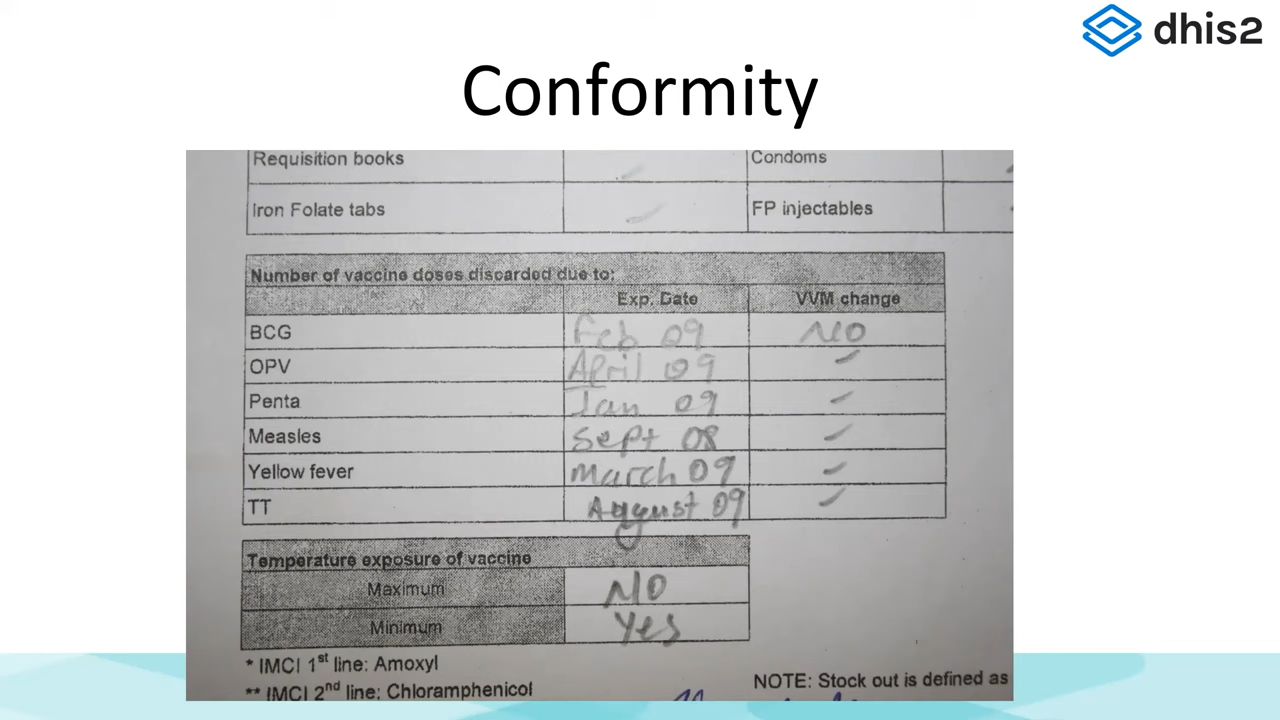 dhis2
Conformity
Requisition books Condoms
Iron Folate tabs FP injectables
Number of vaccine doses discarded due to:
Exp. Date VVM change
BCG Feb 09 NO
OPV April 09
Penta Jan 09
Measles Sept 08
Yellow fever March 09
TT August 09
Temperature exposure of vaccine
Maximum NO
Minimum Yes
* IMCI 1st line: Amoxyl
** IMCI 2nd line: Chloramphenicol NOTE: Stock out is defined as